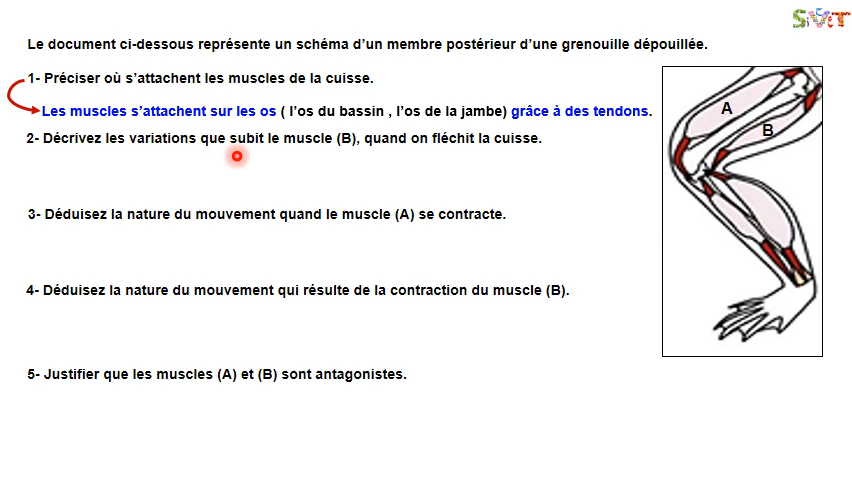 SVT
Le document ci-dessous représente un schéma d'un membre postérieur d'une grenouille dépouillée.
1- Préciser où s'attachent les muscles de la cuisse.
Les muscles s'attachent sur les os ( l'os du bassin , l'os de la jambe) grâce à des tendons.
2- Décrivez les variations que subit le muscle (B), quand on fléchit la cuisse.
3- Déduisez la nature du mouvement quand le muscle (A) se contracte.
4- Déduisez la nature du mouvement qui résulte de la contraction du muscle (B).
5- Justifier que les muscles (A) et (B) sont antagonistes.
A
B